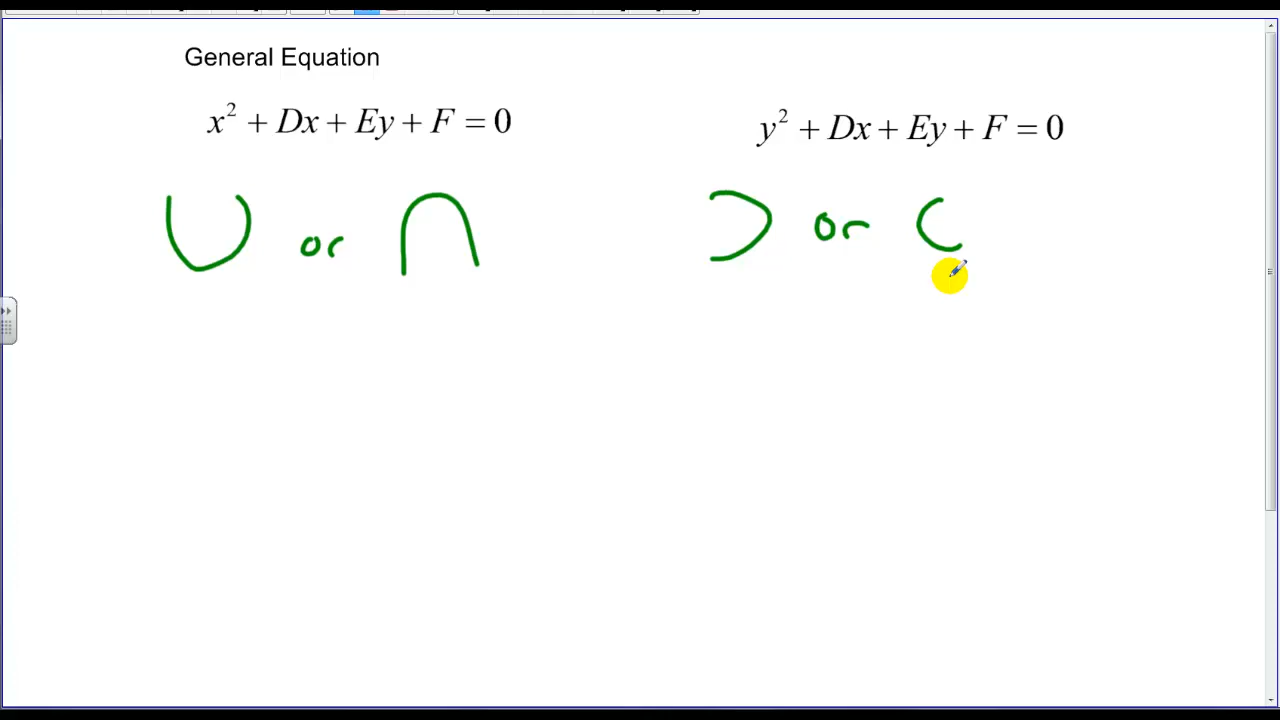 General Equation
x² + Dx + Ey + F = 0
y² + Dx + Ey + F = 0
or
or